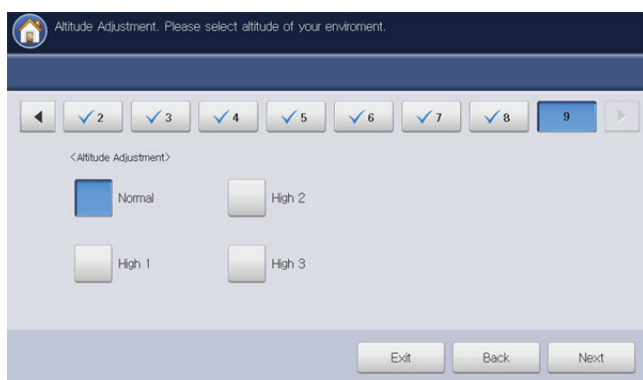 Altitude Adjustment. Please select altitude of your enviroment.
2 3 4 5 6 7 8 9
<Altitude Adjustment>
Normal High 2
High 1 High 3
Exit Back Next